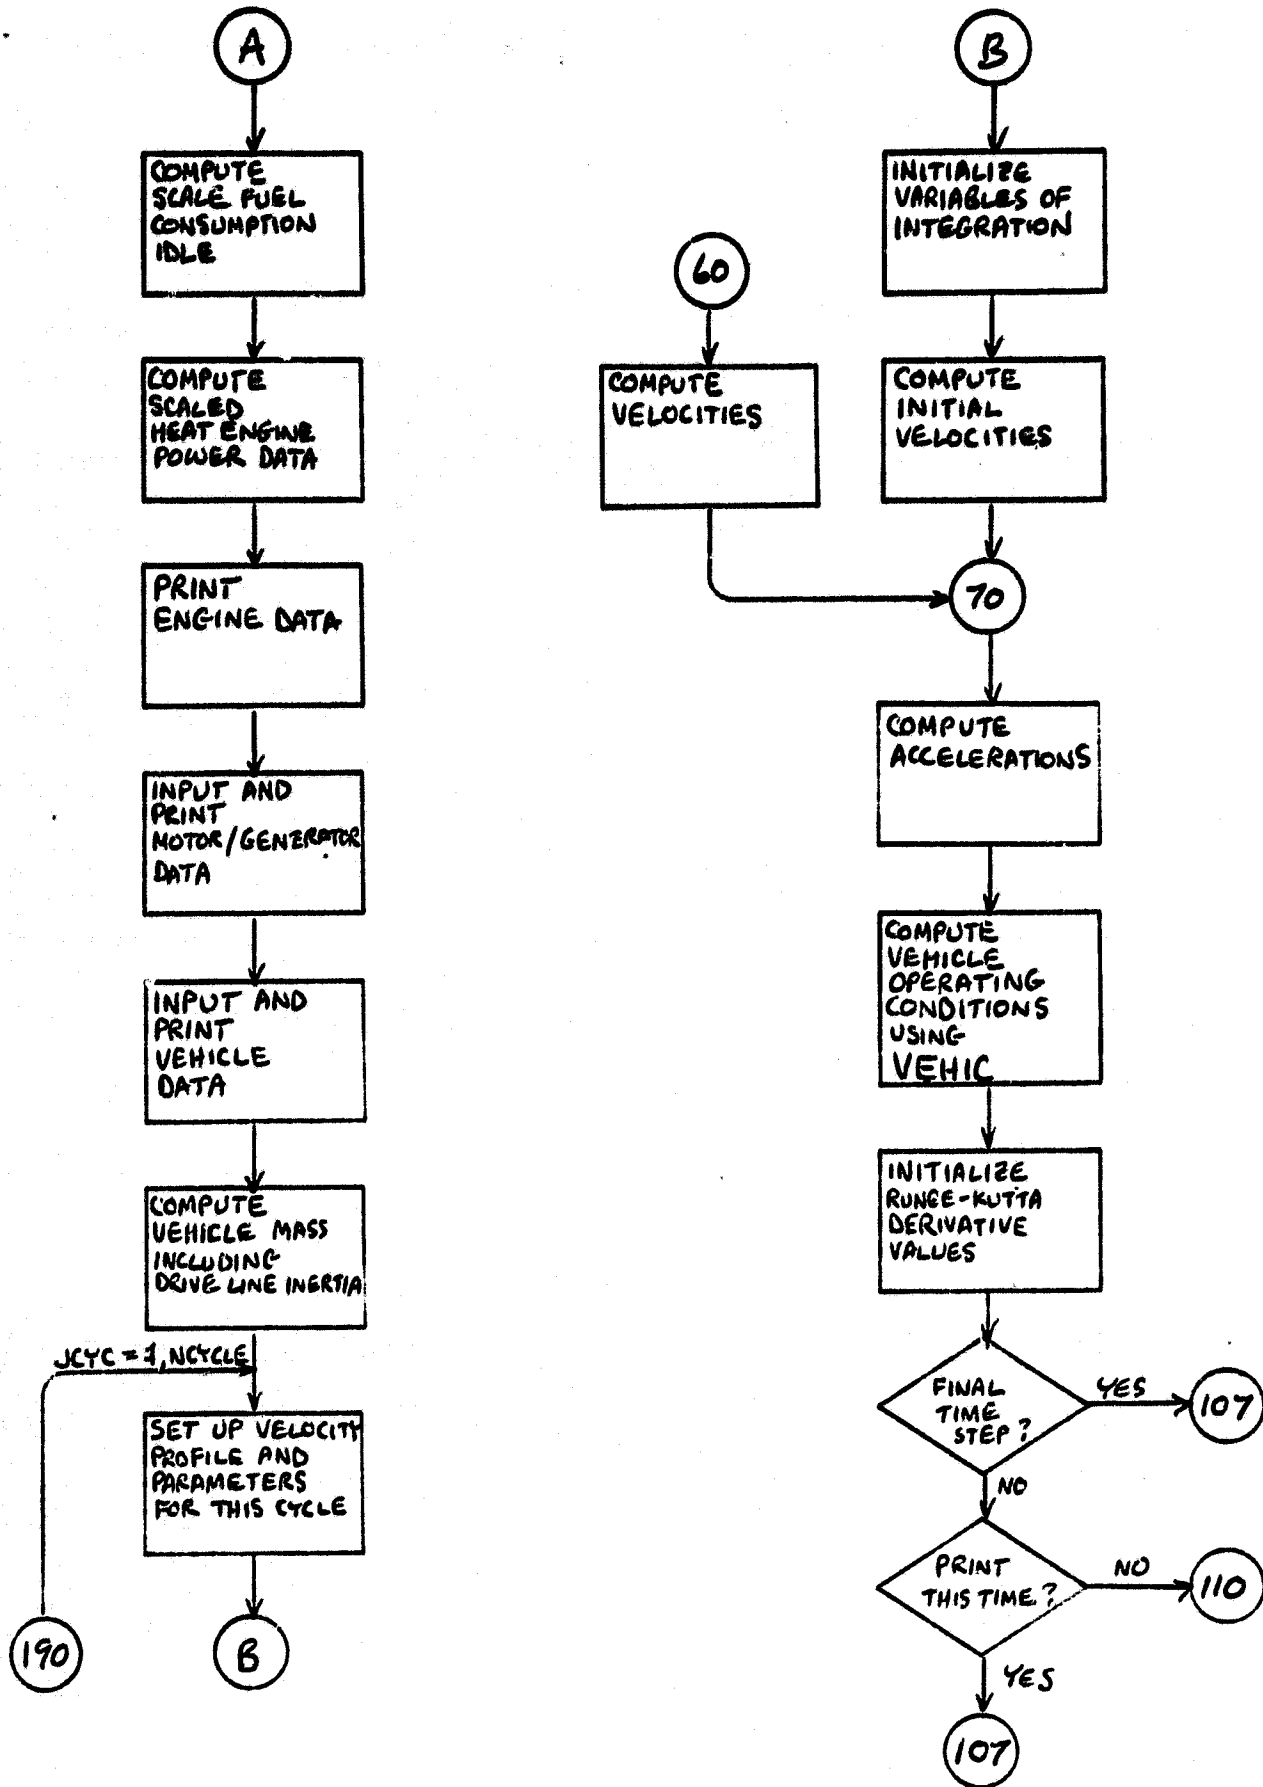 A
COMPUTE
SCALE FUEL
CONSUMPTION
IDLE
COMPUTE
SCALED
HEAT ENGINE
POWER DATA
PRINT
ENGINE DATA
INPUT AND
PRINT
MOTOR/GENERATOR
DATA
INPUT AND
PRINT
VEHICLE
DATA
COMPUTE
VEHICLE MASS
INCLUDING
DRIVE LINE INERTIA
JCYC = 1, NCYCLE
SET UP VELOCITY
PROFILE AND
PARAMETERS
FOR THIS CYCLE
190
B
B
INITIALIZE
VARIABLES OF
INTEGRATION
60
COMPUTE
VELOCITIES
COMPUTE
INITIAL
VELOCITIES
70
COMPUTE
ACCELERATIONS
COMPUTE
VEHICLE
OPERATING
CONDITIONS
USING
VEHIC
INITIALIZE
RUNGE-KUTTA
DERIVATIVE
VALUES
FINAL
TIME
STEP?
YES
107
NO
PRINT
THIS TIME?
NO
110
YES
107